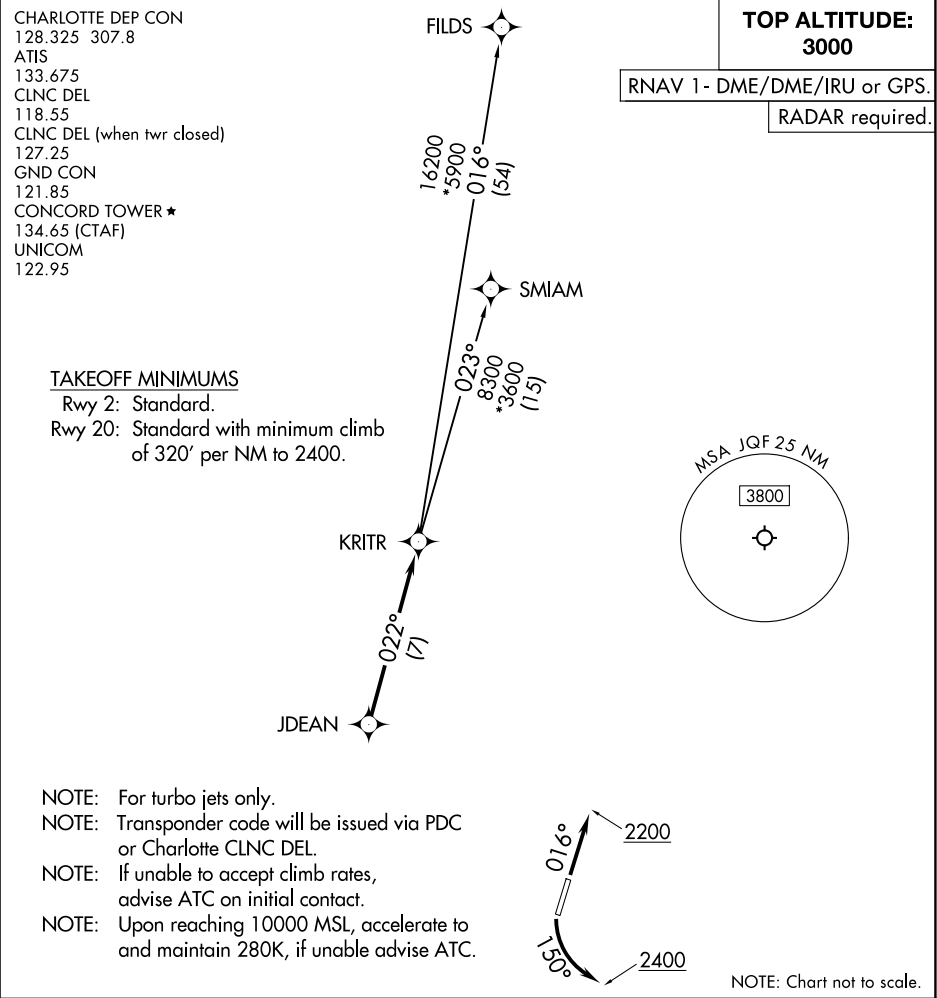 CHARLOTTE DEP CON
128.325 307.8
ATIS
133.675
CLNC DEL
118.55
CLNC DEL (when twr closed)
127.25
GND CON
121.85
CONCORD TOWER ★
134.65 (CTAF)
UNICOM
122.95
TOP ALTITUDE:
3000
RNAV 1- DME/DME/IRU or GPS.
RADAR required.
FILDS
16200
*5900
016°
(54)
SMIAM
023°
8300
*3600
(15)
TAKEOFF MINIMUMS
Rwy 2: Standard.
Rwy 20: Standard with minimum climb
of 320' per NM to 2400.
MSA JQF 25 NM
3800
KRITR
022°
(7)
JDEAN
NOTE: For turbo jets only.
NOTE: Transponder code will be issued via PDC
or Charlotte CLNC DEL.
NOTE: If unable to accept climb rates,
advise ATC on initial contact.
NOTE: Upon reaching 10000 MSL, accelerate to
and maintain 280K, if unable advise ATC.
016°
2200
150°
2400
NOTE: Chart not to scale.